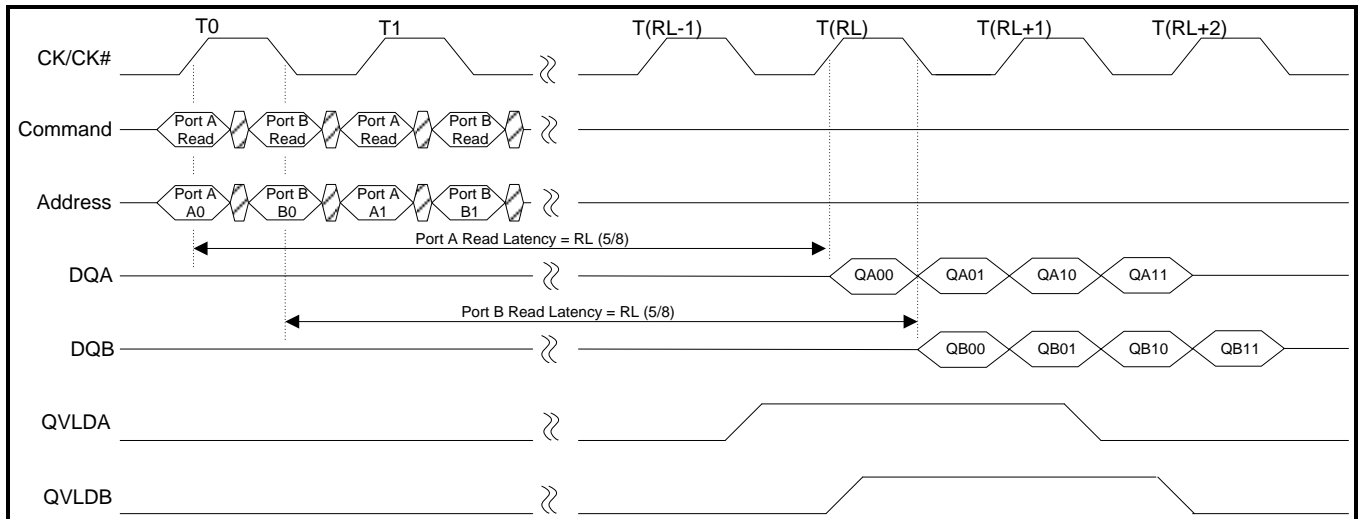 T0 T1 T(RL-1) T(RL) T(RL+1) T(RL+2)
CK/CK#
Command
Port A
Read
Port B
Read
Port A
Read
Port B
Read
Address
Port A
A0
Port B
B0
Port A
A1
Port B
B1
Port A Read Latency = RL (5/8)
DQA
QA00 QA01 QA10 QA11
Port B Read Latency = RL (5/8)
DQB
QB00 QB01 QB10 QB11
QVLDA
QVLDB